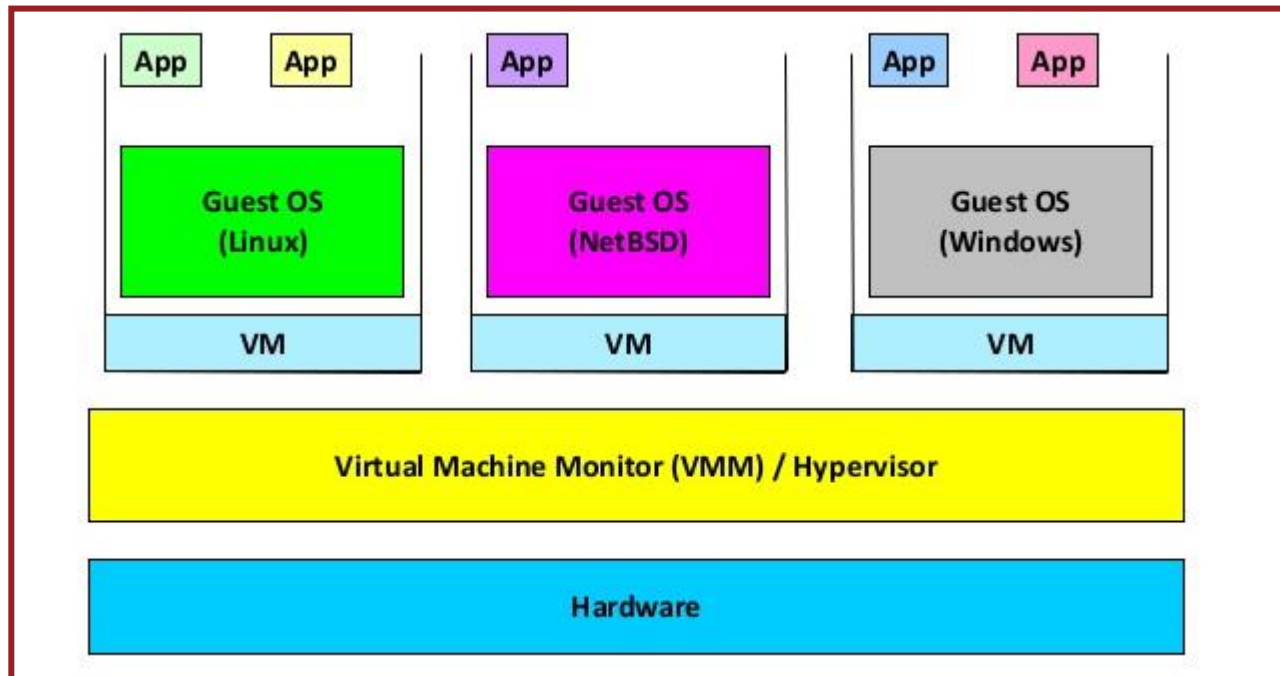 App App App App App
Guest OS
(Linux)
Guest OS
(NetBSD)
Guest OS
(Windows)
VM VM VM
Virtual Machine Monitor (VMM) / Hypervisor
Hardware